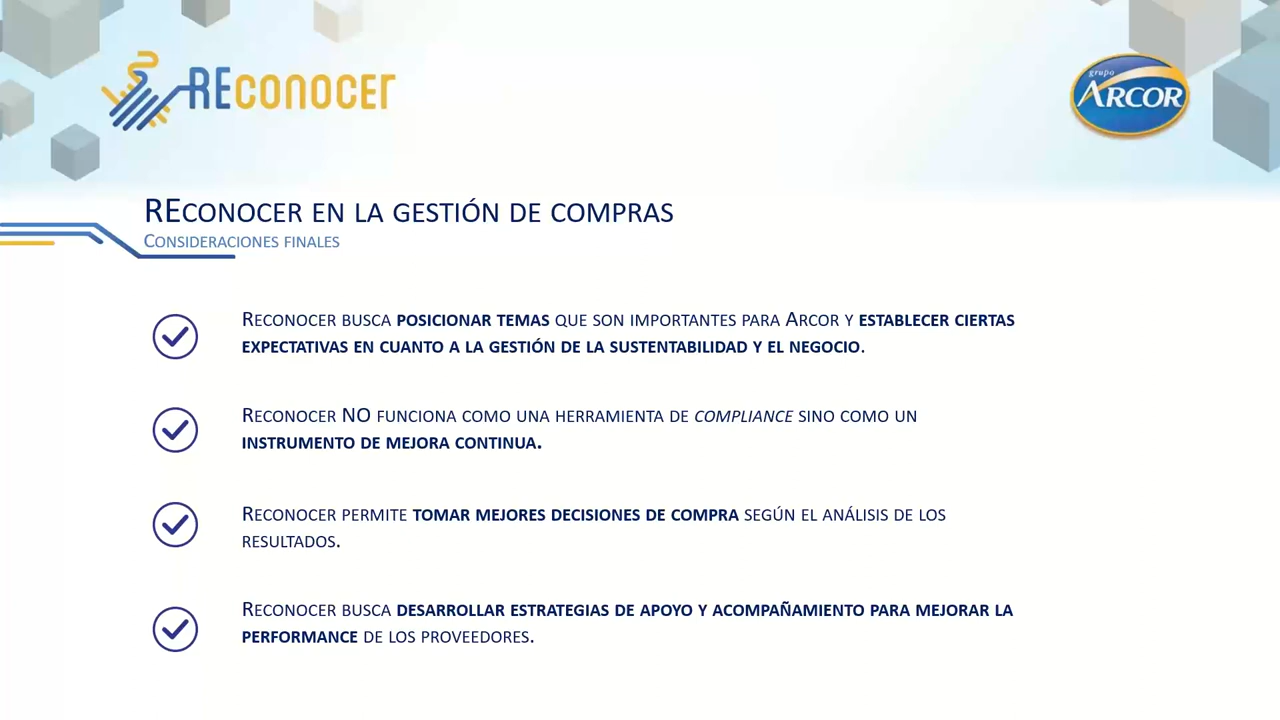 REconocer
grupo
ARCOR
REconocer en la gestión de compras
Consideraciones finales
Reconocer busca posicionar temas que son importantes para Arcor y establecer ciertas
expectativas en cuanto a la gestión de la sustentabilidad y el negocio.
Reconocer NO funciona como una herramienta de compliance sino como un
instrumento de mejora continua.
Reconocer permite tomar mejores decisiones de compra según el análisis de los
resultados.
Reconocer busca desarrollar estrategias de apoyo y acompañamiento para mejorar la
performance de los proveedores.